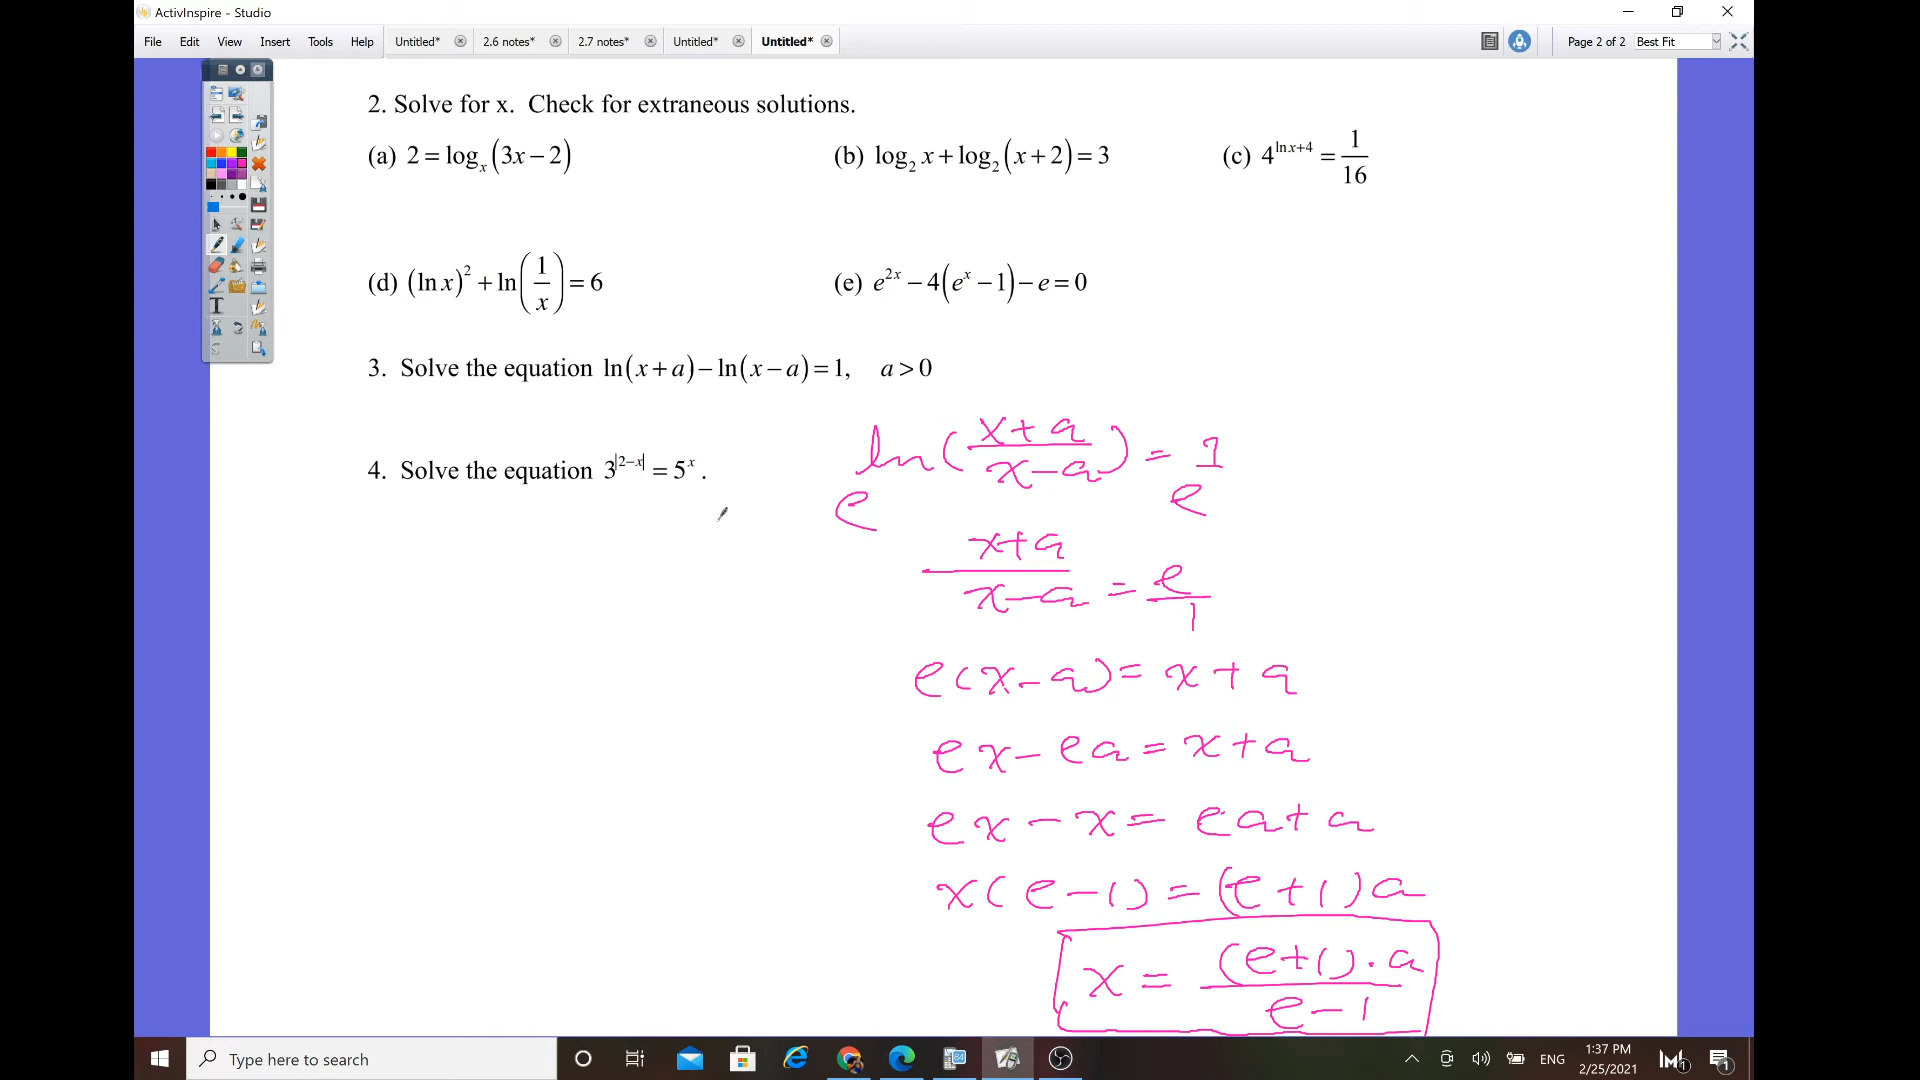 ActivInspire - Studio
File Edit View Insert Tools Help Untitled* 2.6 notes* 2.7 notes* Untitled* Untitled* Page 2 of 2 Best Fit
2. Solve for x. Check for extraneous solutions.
(a) 2 = logₓ(3x − 2) (b) log₂ x + log₂(x + 2) = 3 (c) 4^(ln x+4) = 1/16
(d) (ln x)² + ln(1/x) = 6 (e) e^(2x) − 4(e^x − 1) − e = 0
3. Solve the equation ln(x + a) − ln(x − a) = 1, a > 0
4. Solve the equation 3^|2−x| = 5^x .
ln((x+a)/(x−a)) = 1
e e
(x+a)/(x−a) = e/1
e(x−a) = x + a
ex − ea = x + a
ex − x = ea + a
x(e−1) = (e+1)a
x = (e+1)·a/(e−1)
Type here to search
84
ENG
1:37 PM
2/25/2021
1
1